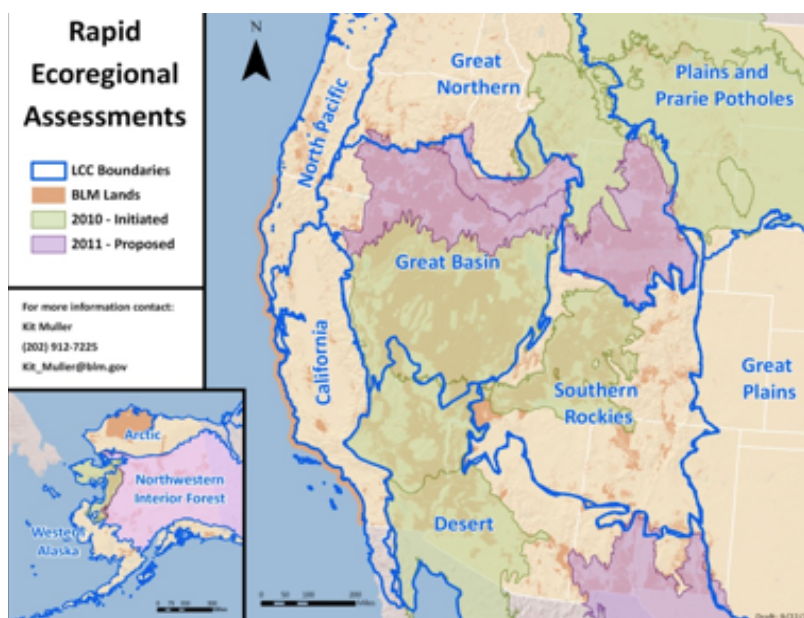 Rapid
Ecoregional
Assessments
LCC Boundaries
BLM Lands
2010 - Initiated
2011 - Proposed
For more information contact:
Kit Muller
(202) 912-7225
Kit_Muller@blm.gov
N
North Pacific
Great
Northern
Plains and
Prarie Potholes
Great Basin
California
Southern
Rockies
Great
Plains
Desert
Arctic
Northwestern
Interior Forest
Western
Alaska
0 50 100 200
Miles